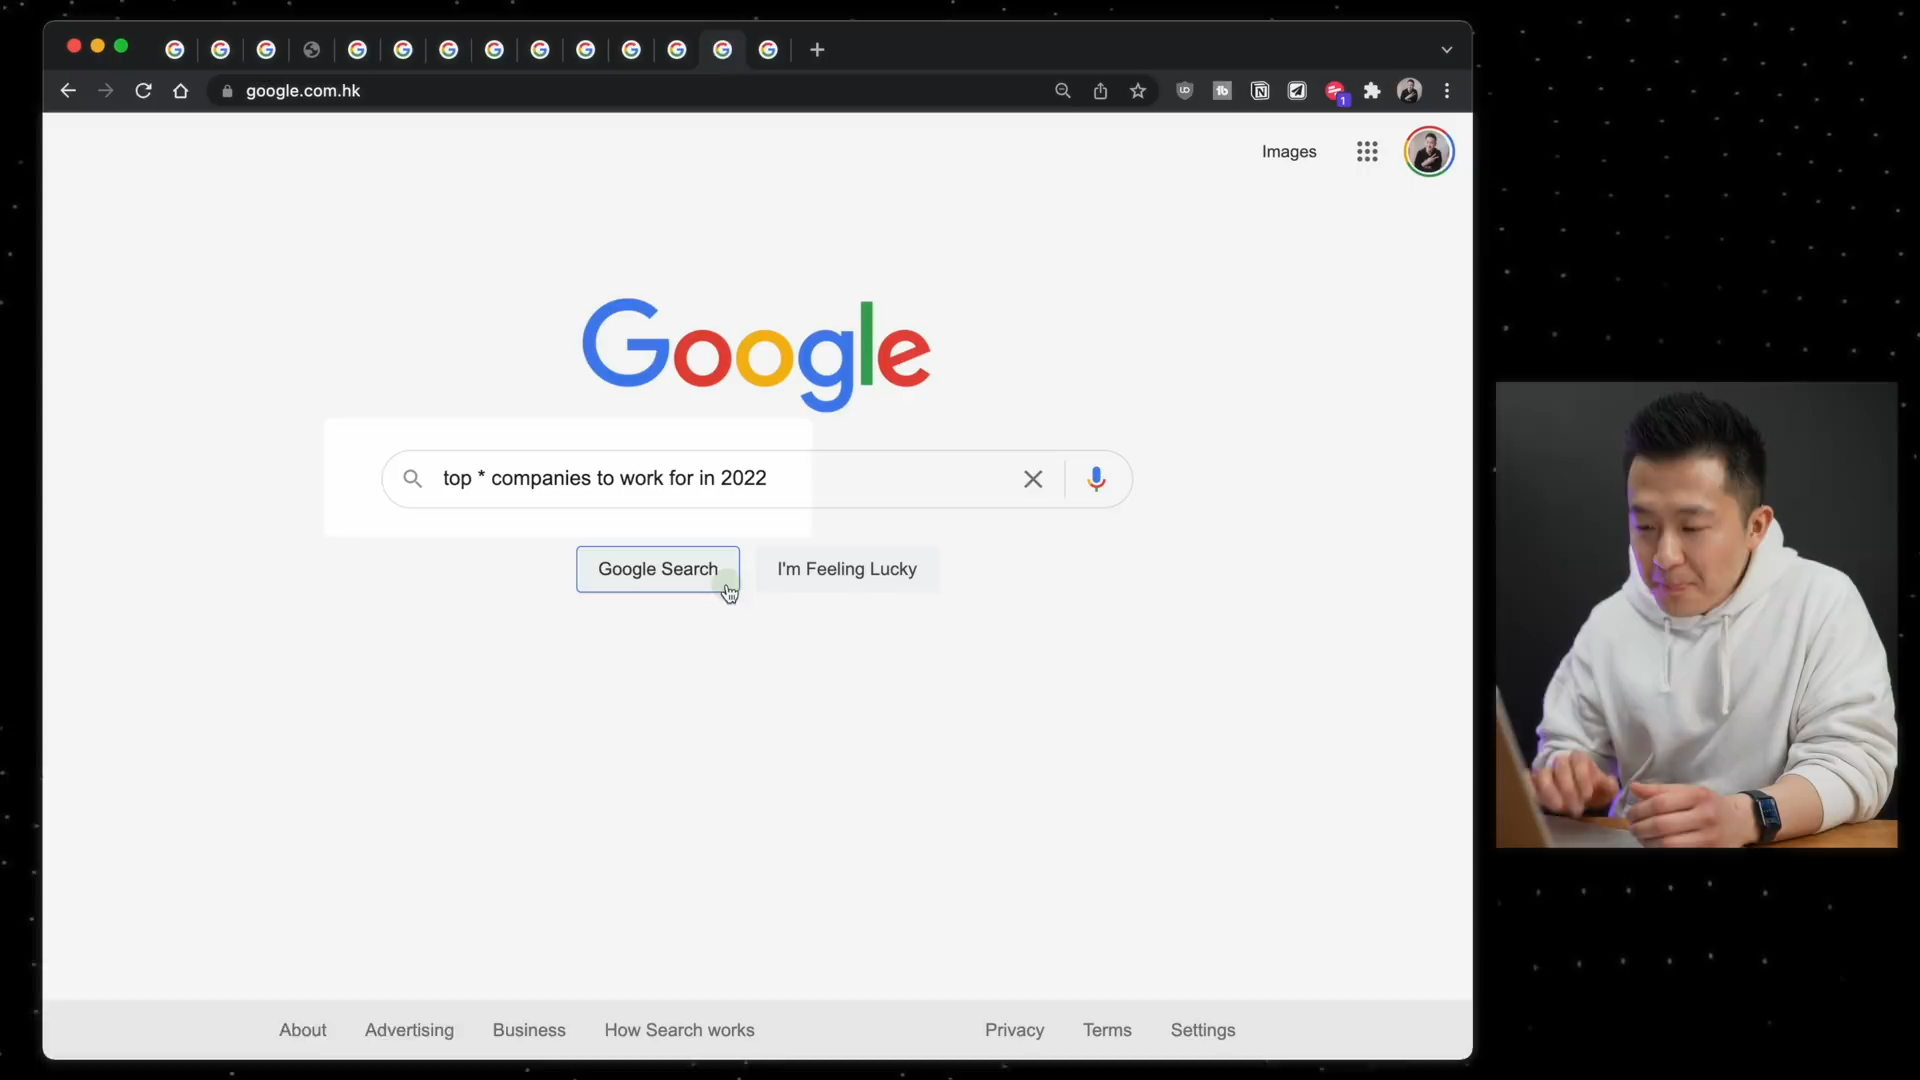 google.com.hk
1
Images
Google
top * companies to work for in 2022
Google Search
I'm Feeling Lucky
About
Advertising
Business
How Search works
Privacy
Terms
Settings